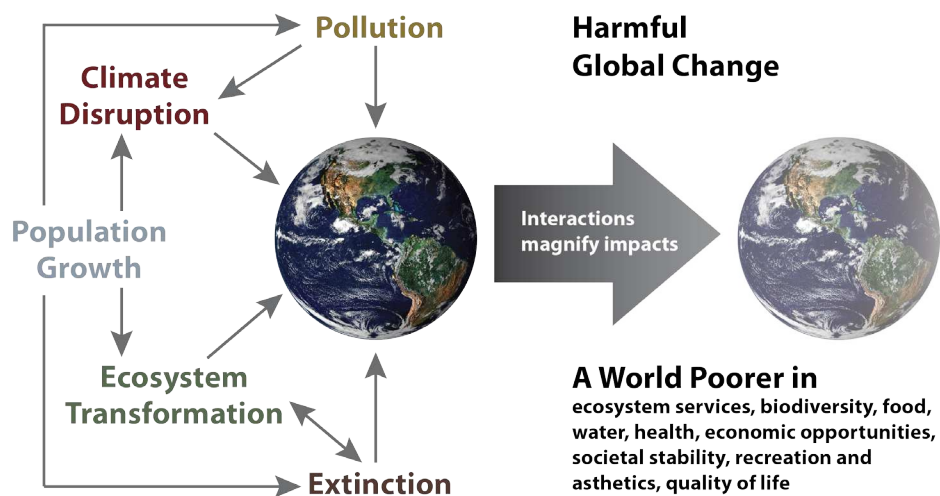 Pollution
Harmful
Global Change
Climate
Disruption
Population
Growth
Interactions
magnify impacts
Ecosystem
Transformation
Extinction
A World Poorer in
ecosystem services, biodiversity, food,
water, health, economic opportunities,
societal stability, recreation and
asthetics, quality of life